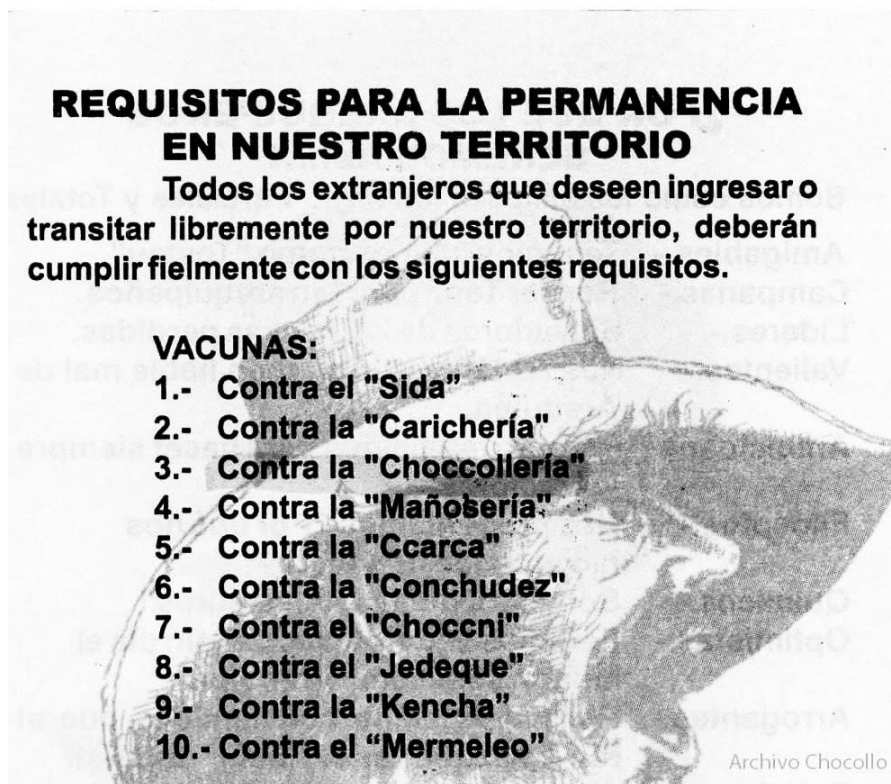 REQUISITOS PARA LA PERMANENCIA
EN NUESTRO TERRITORIO
Todos los extranjeros que deseen ingresar o
transitar libremente por nuestro territorio, deberán
cumplir fielmente con los siguientes requisitos.
VACUNAS:
1.- Contra el "Sida"
2.- Contra la "Carichería"
3.- Contra la "Choccollería"
4.- Contra la "Mañosería"
5.- Contra la "Ccarca"
6.- Contra la "Conchudez"
7.- Contra el "Choccni"
8.- Contra el "Jedeque"
9.- Contra la "Kencha"
10.- Contra el “Mermeleo"
Archivo Chocollo